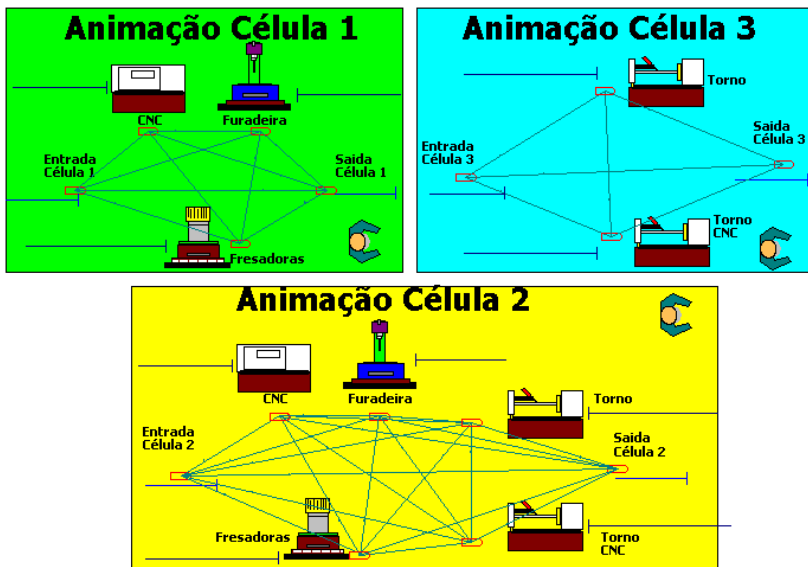 Animação Célula 1
CNC
Furadeira
Entrada
Célula 1
Saida
Célula 1
Fresadoras
Animação Célula 3
Torno
Entrada
Célula 3
Saida
Célula 3
Torno
CNC
Animação Célula 2
CNC
Furadeira
Torno
Entrada
Célula 2
Saida
Célula 2
Fresadoras
Torno
CNC